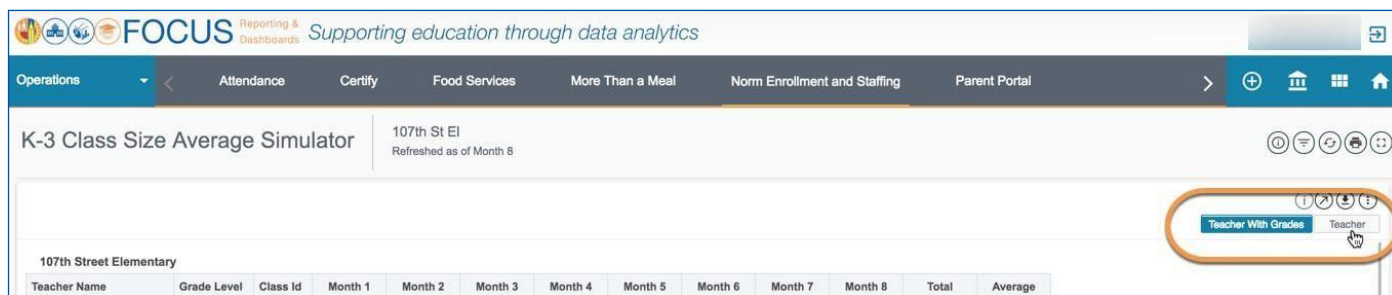 FOCUS Reporting & Dashboards Supporting education through data analytics
Operations Attendance Certify Food Services More Than a Meal Norm Enrollment and Staffing Parent Portal
K-3 Class Size Average Simulator
107th St El
Refreshed as of Month 8
Teacher With Grades Teacher
107th Street Elementary
Teacher Name Grade Level Class Id Month 1 Month 2 Month 3 Month 4 Month 5 Month 6 Month 7 Month 8 Total Average